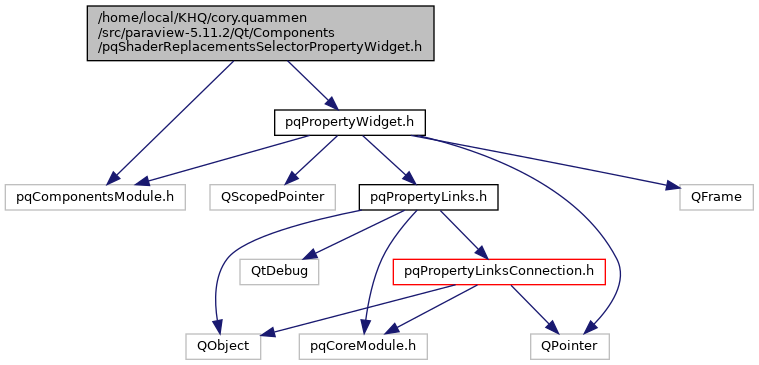 /home/local/KHQ/cory.quammen
/src/paraview-5.11.2/Qt/Components
/pqShaderReplacementsSelectorPropertyWidget.h
pqPropertyWidget.h
pqComponentsModule.h
QScopedPointer
pqPropertyLinks.h
QFrame
QtDebug
pqPropertyLinksConnection.h
QObject
pqCoreModule.h
QPointer